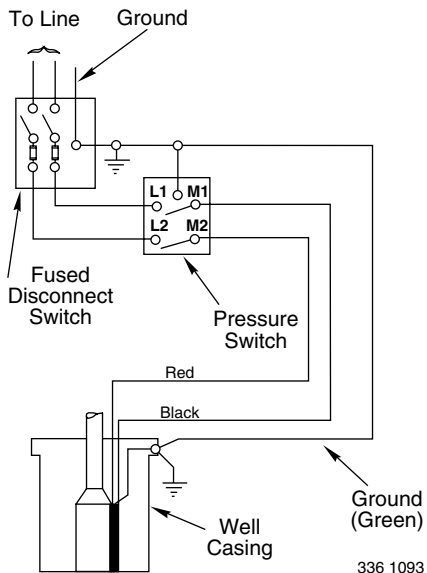 To Line
Ground
L1
M1
L2
M2
Fused
Disconnect
Switch
Pressure
Switch
Red
Black
Ground
(Green)
Well
Casing
336 1093